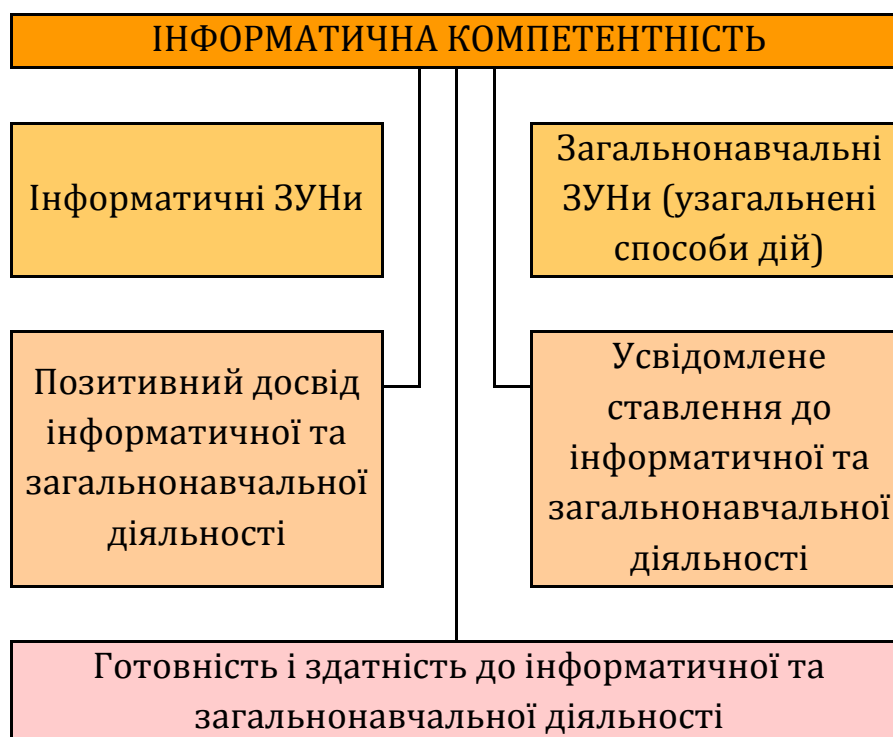 ІНФОРМАТИЧНА КОМПЕТЕНТНІСТЬ
Інформатичні ЗУНи
Загальнонавчальні
ЗУНи (узагальнені
способи дій)
Позитивний досвід
інформатичної та
загальнонавчальної
діяльності
Усвідомлене
ставлення до
інформатичної та
загальнонавчальної
діяльності
Готовність і здатність до інформатичної та
загальнонавчальної діяльності